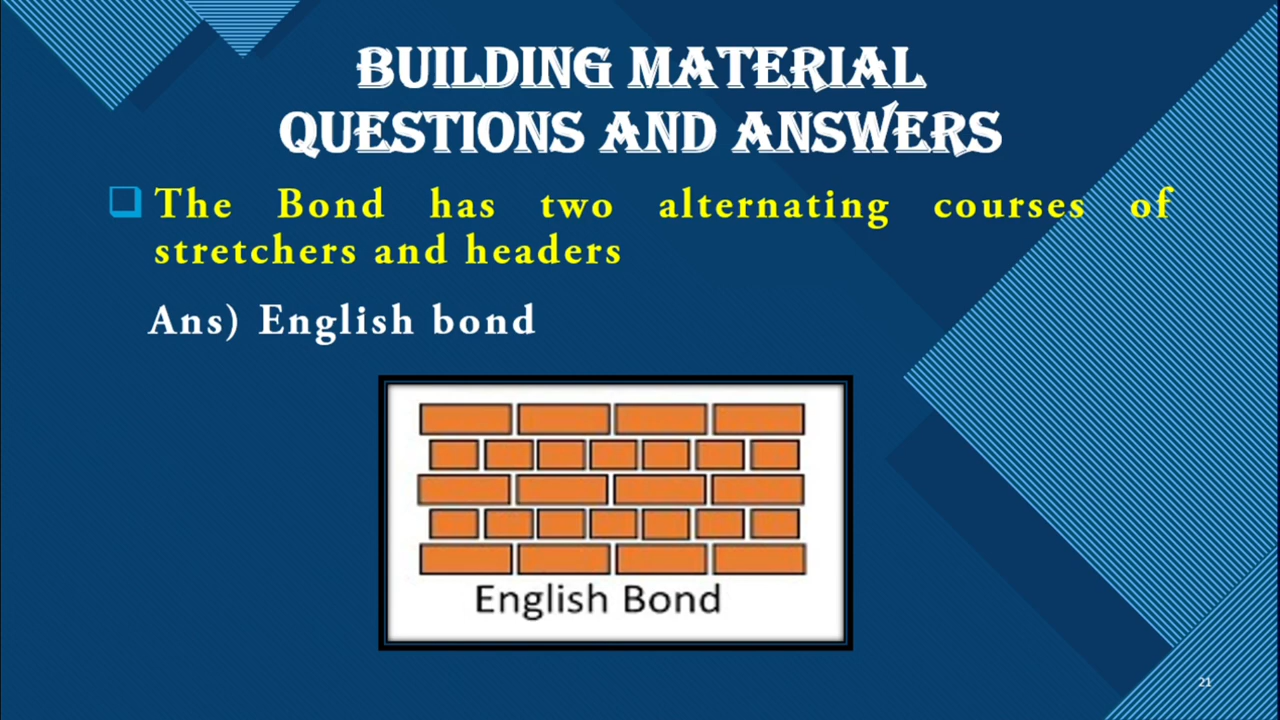 BUILDING MATERIAL
QUESTIONS AND ANSWERS
The Bond has two alternating courses of
stretchers and headers
Ans) English bond
English Bond
21